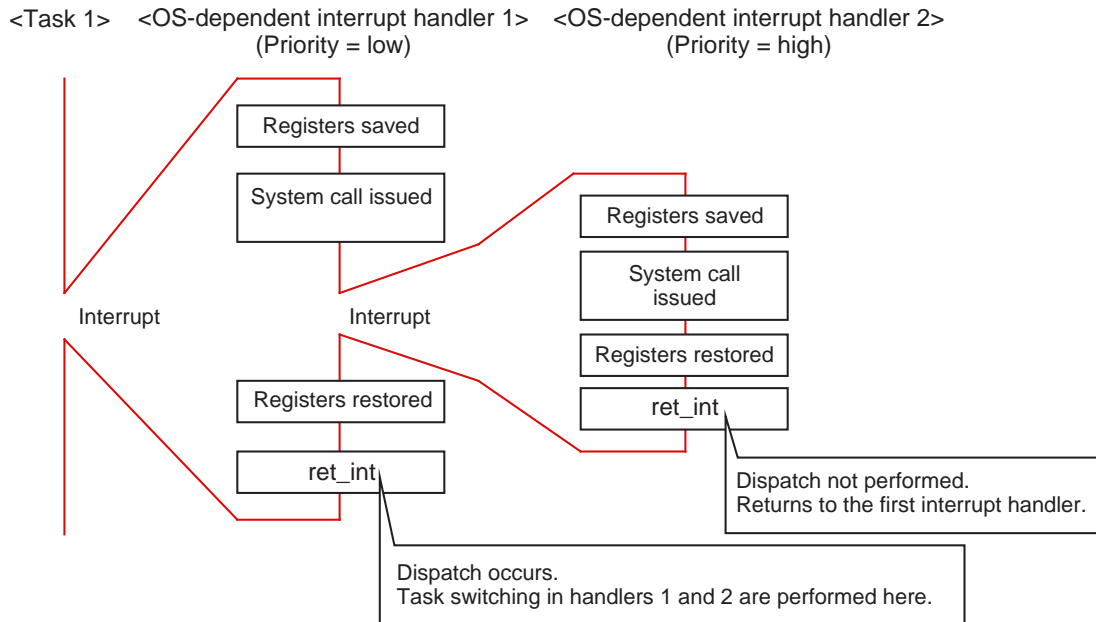 <Task 1>
<OS-dependent interrupt handler 1>
(Priority = low)
<OS-dependent interrupt handler 2>
(Priority = high)
Registers saved
System call issued
Registers saved
System call
issued
Interrupt
Interrupt
Registers restored
Registers restored
ret_int
ret_int
Dispatch not performed.
Returns to the first interrupt handler.
Dispatch occurs.
Task switching in handlers 1 and 2 are performed here.